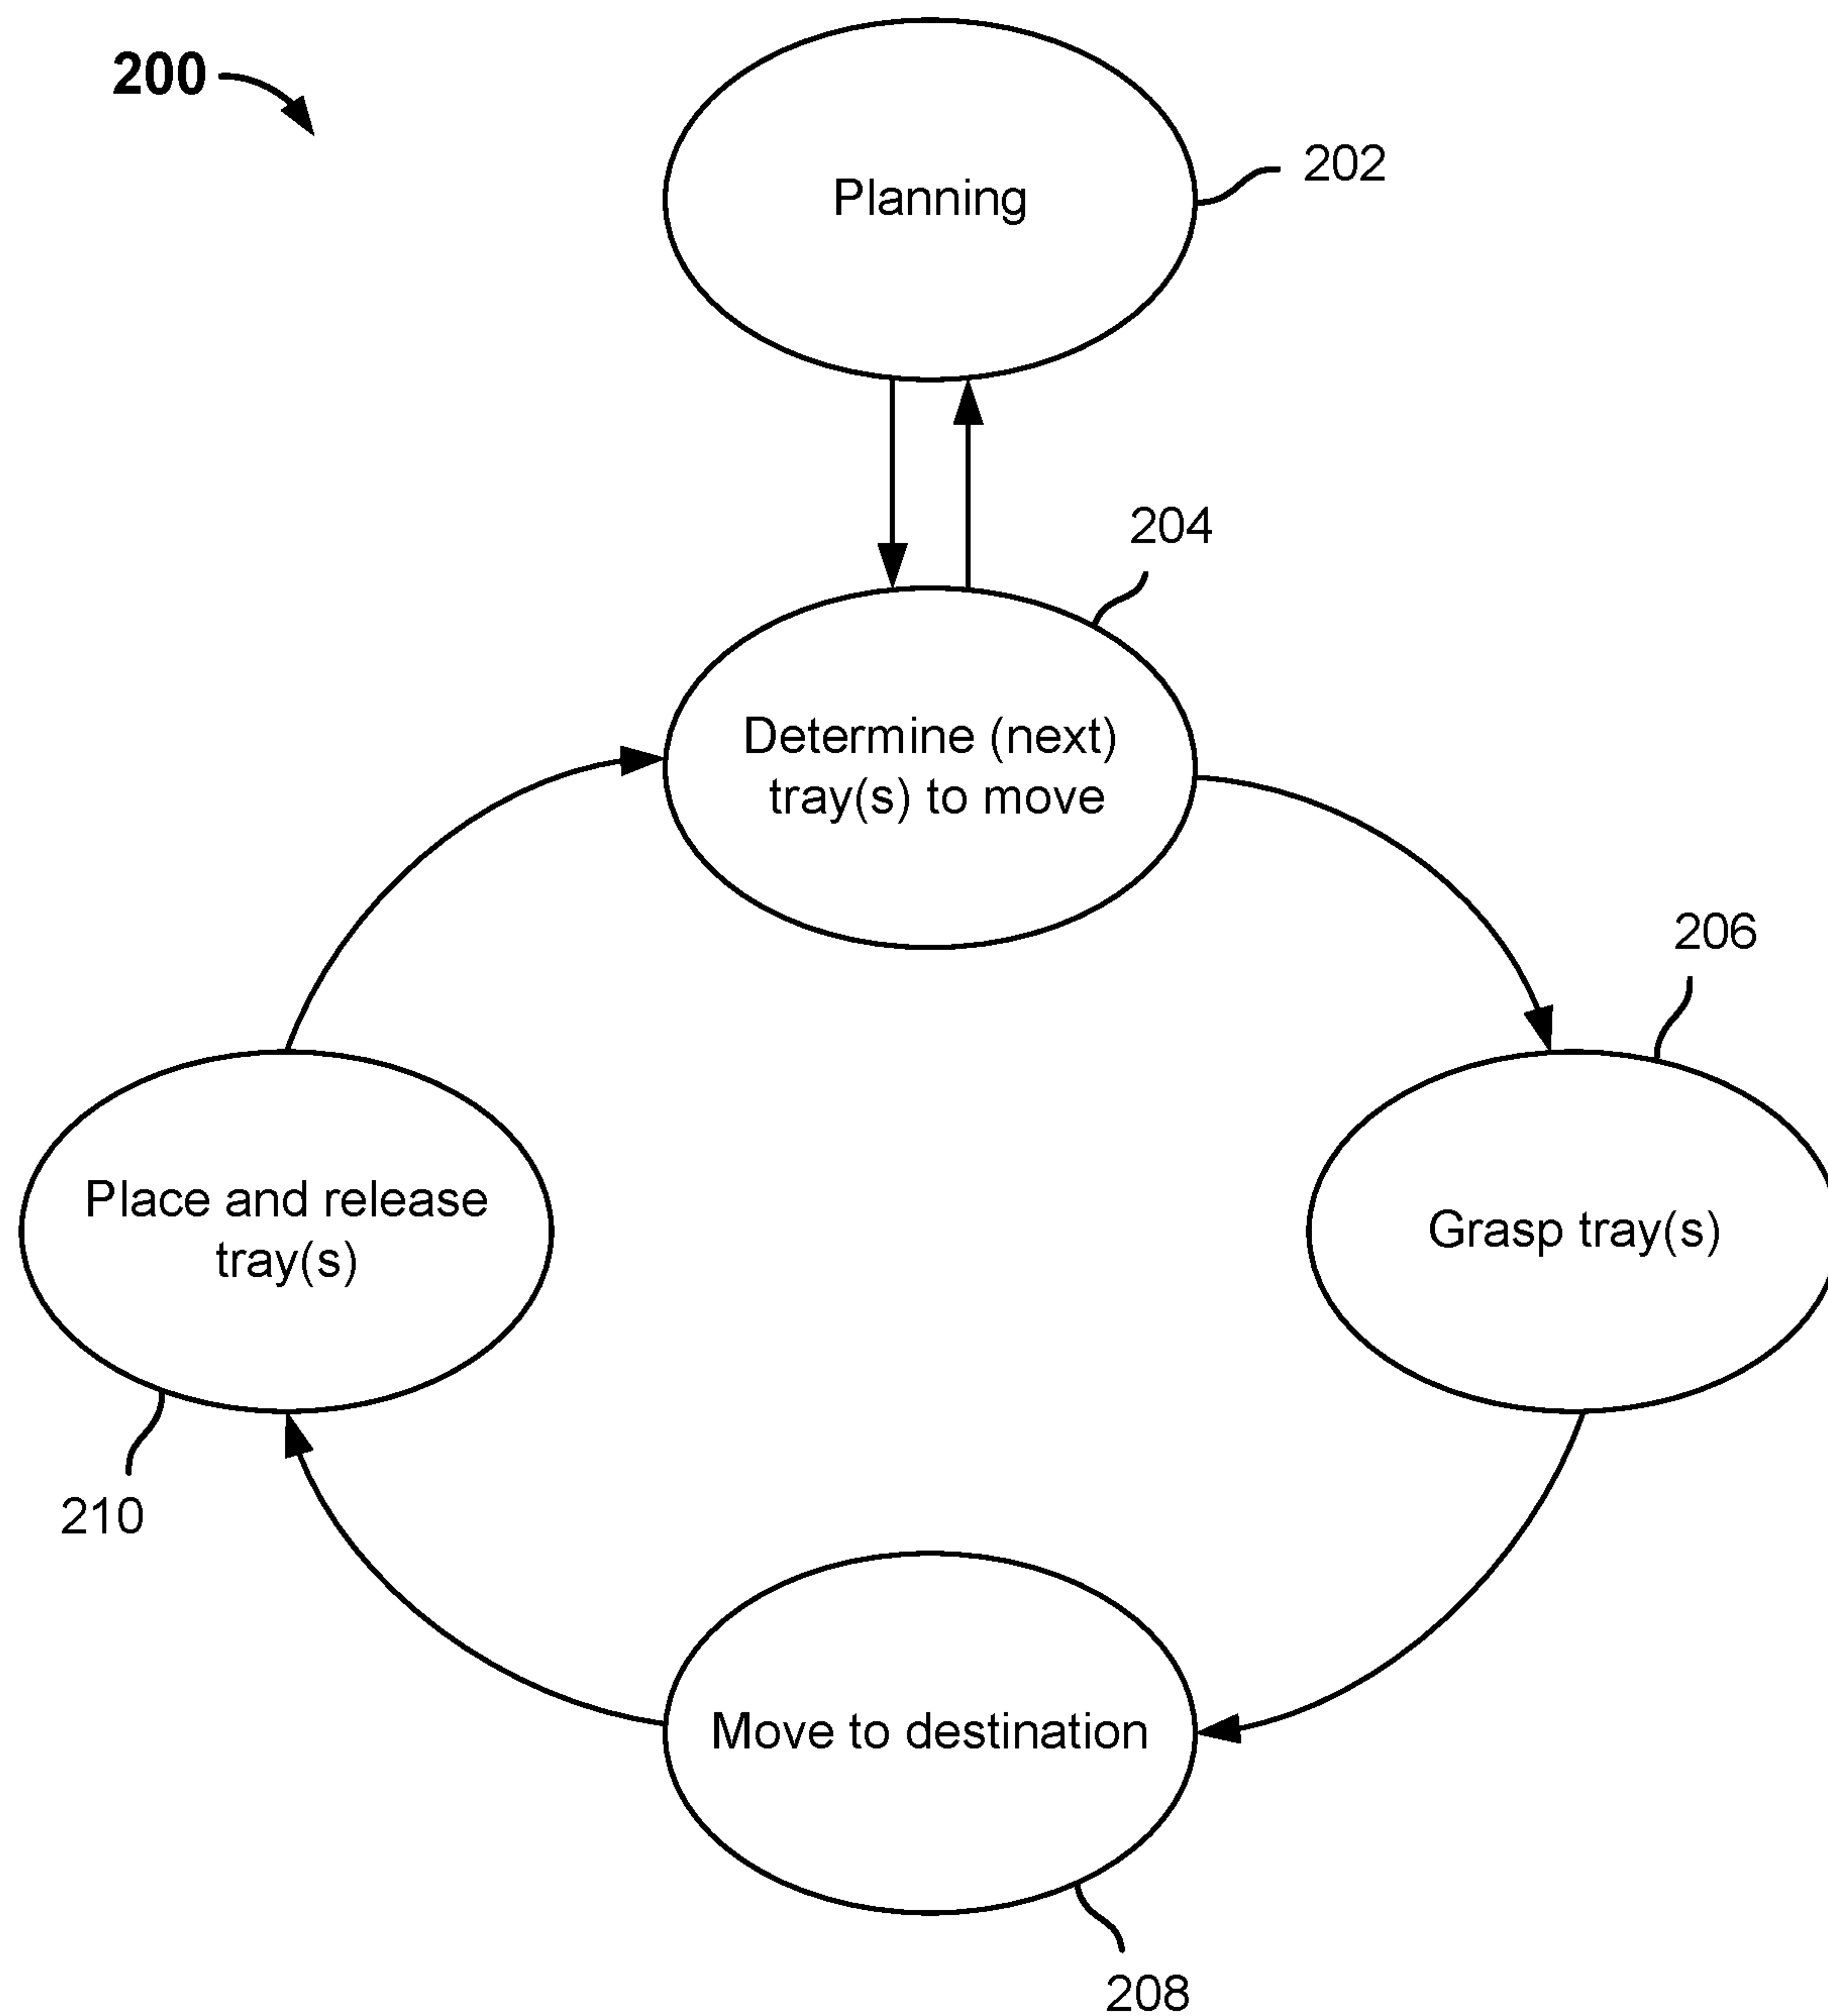 200
Planning
202
204
Determine (next)
tray(s) to move
206
Place and release
tray(s)
Grasp tray(s)
210
Move to destination
208